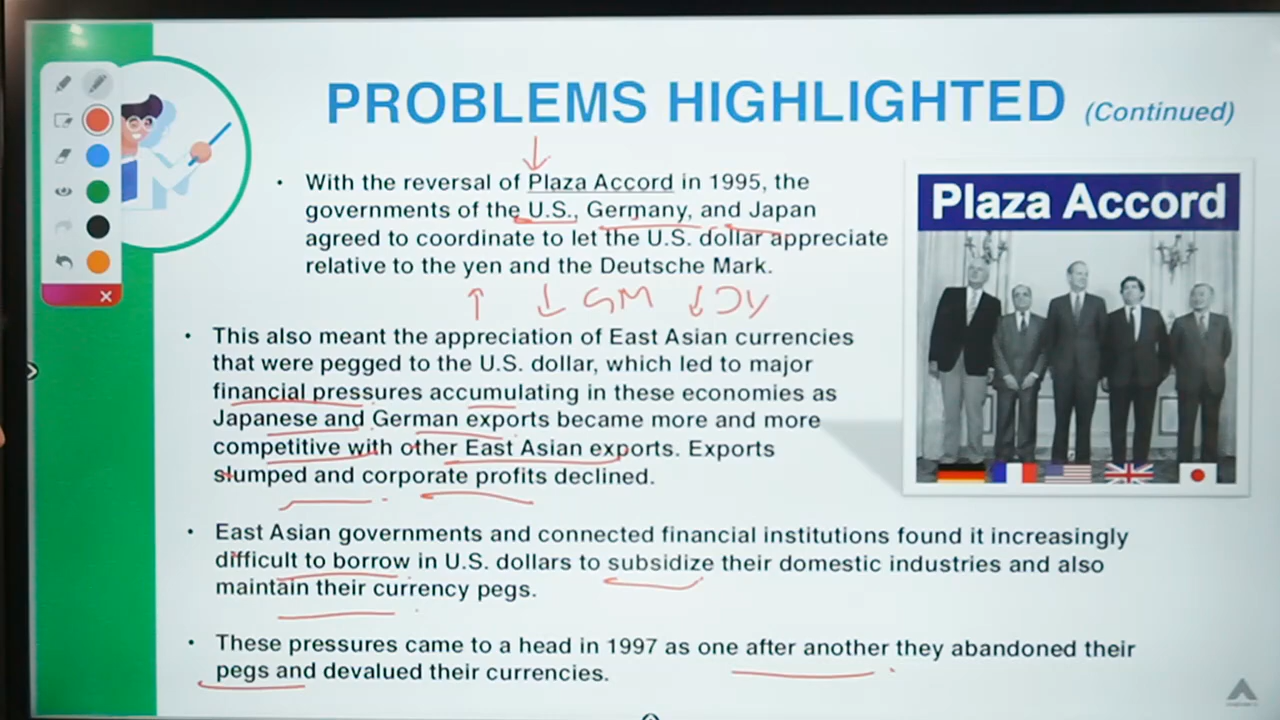 PROBLEMS HIGHLIGHTED (Continued)
• With the reversal of Plaza Accord in 1995, the
governments of the U.S., Germany, and Japan
agreed to coordinate to let the U.S. dollar appreciate
relative to the yen and the Deutsche Mark.
↑ ↓ GM ↓ JY
Plaza Accord
• This also meant the appreciation of East Asian currencies
that were pegged to the U.S. dollar, which led to major
financial pressures accumulating in these economies as
Japanese and German exports became more and more
competitive with other East Asian exports. Exports
slumped and corporate profits declined.
• East Asian governments and connected financial institutions found it increasingly
difficult to borrow in U.S. dollars to subsidize their domestic industries and also
maintain their currency pegs.
• These pressures came to a head in 1997 as one after another they abandoned their
pegs and devalued their currencies.